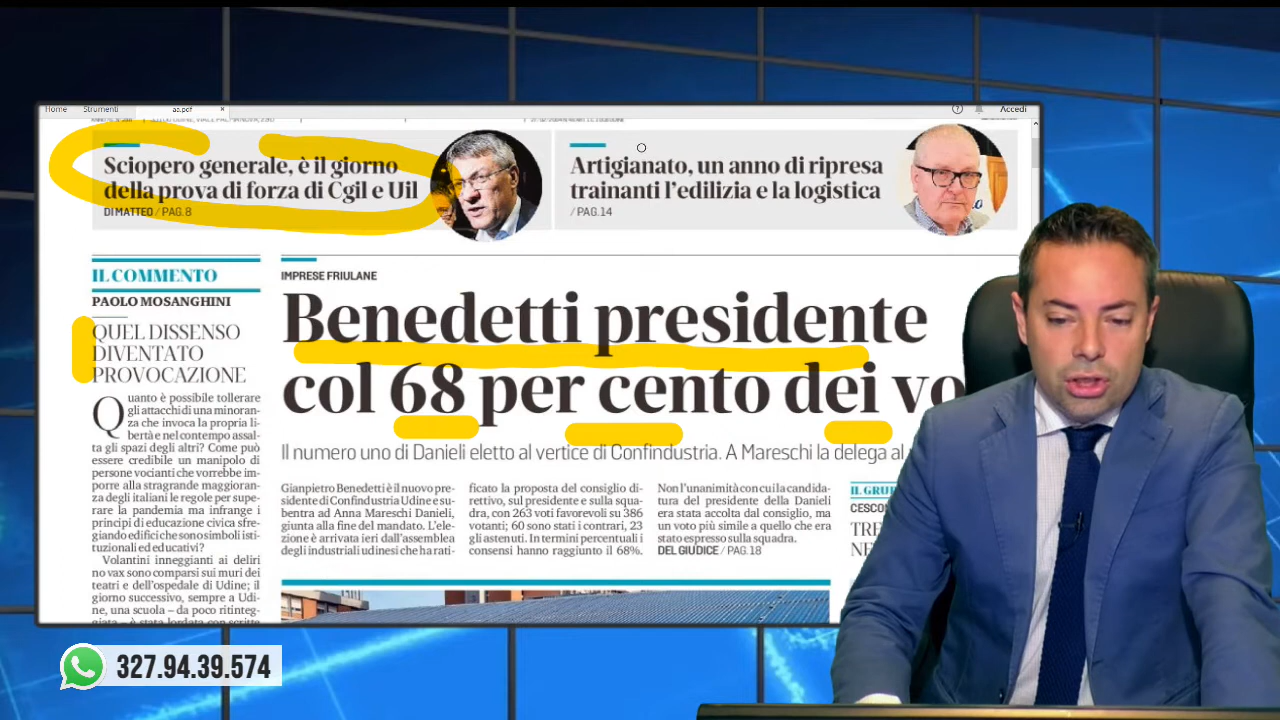 Home Strumenti aa.pdf × ? Accedi
Sciopero generale, è il giorno
della prova di forza di Cgil e Uil
DI MATTEO / PAG. 8
Artigianato, un anno di ripresa
trainanti l'edilizia e la logistica
/ PAG. 14
IL COMMENTO
PAOLO MOSANGHINI
QUEL DISSENSO
DIVENTATO
PROVOCAZIONE
Quanto è possibile tollerare
gli attacchi di una minoran-
za che invoca la propria li-
bertà e nel contempo assal-
ta gli spazi degli altri? Come può
essere credibile un manipolo di
persone vocianti che vorrebbe im-
porre alla stragrande maggioran-
za degli italiani le regole per supe-
rare la pandemia ma infrange i
principi di educazione civica sfre-
giando edifici che sono simboli isti-
tuzionali ed educativi?
Volantini inneggianti ai deliri
no vax sono comparsi sui muri dei
teatri e dell'ospedale di Udine; il
giorno successivo, sempre a Udi-
ne, una scuola – da poco ritinteg-
giata – è stata lordata con scritte
IMPRESE FRIULANE
Benedetti presidente
col 68 per cento dei vo
Il numero uno di Danieli eletto al vertice di Confindustria. A Mareschi la delega al
Gianpietro Benedetti è il nuovo pre-
sidente di Confindustria Udine e su-
bentra ad Anna Mareschi Danieli,
giunta alla fine del mandato. L'ele-
zione è arrivata ieri dall'assemblea
degli industriali udinesi che ha rati-
ficato la proposta del consiglio di-
rettivo, sul presidente e sulla squa-
dra, con 263 voti favorevoli su 386
votanti; 60 sono stati i contrari, 23
gli astenuti. In termini percentuali i
consensi hanno raggiunto il 68%.
Non l'unanimità con cui la candida-
tura del presidente della Danieli
era stata accolta dal consiglio, ma
un voto più simile a quello che era
stato espresso sulla squadra.
DEL GIUDICE / PAG. 18
IL GRU
CESCO
TRE
NE
327.94.39.574